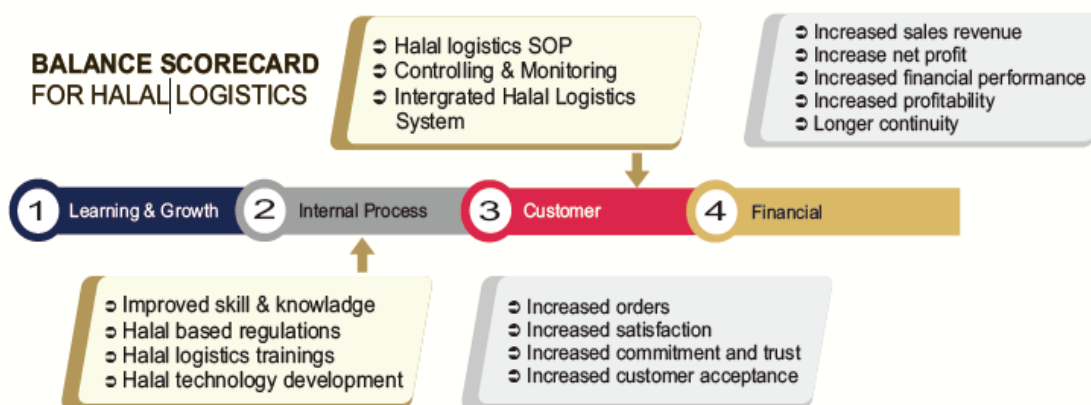 BALANCE SCORECARD
FOR HALAL LOGISTICS
➲ Halal logistics SOP
➲ Controlling & Monitoring
➲ Intergrated Halal Logistics
System
➲ Increased sales revenue
➲ Increase net profit
➲ Increased financial performance
➲ Increased profitability
➲ Longer continuity
1 Learning & Growth 2 Internal Process 3 Customer 4 Financial
➲ Improved skill & knowladge
➲ Halal based regulations
➲ Halal logistics trainings
➲ Halal technology development
➲ Increased orders
➲ Increased satisfaction
➲ Increased commitment and trust
➲ Increased customer acceptance